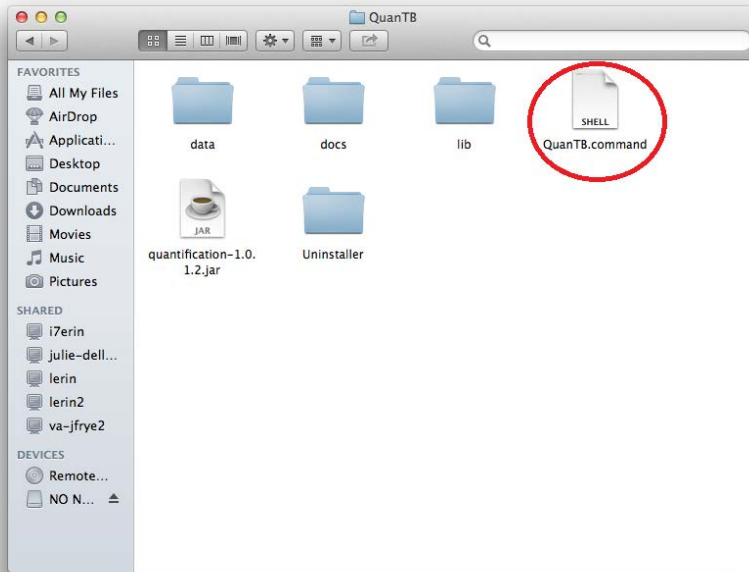 QuanTB
FAVORITES
All My Files
AirDrop
Applicati...
Desktop
Documents
Downloads
Movies
Music
Pictures
SHARED
i7erin
julie-dell...
lerin
lerin2
va-jfrye2
DEVICES
Remote...
NO N...
data
docs
lib
SHELL
QuanTB.command
JAR
quantification-1.0.
1.2.jar
Uninstaller